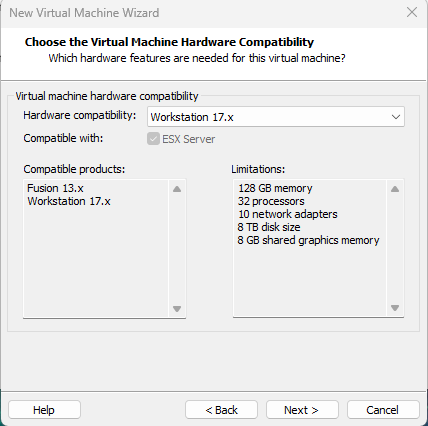 New Virtual Machine Wizard
Choose the Virtual Machine Hardware Compatibility
Which hardware features are needed for this virtual machine?
Virtual machine hardware compatibility
Hardware compatibility: Workstation 17.x
Compatible with: ESX Server
Compatible products:
Fusion 13.x
Workstation 17.x
Limitations:
128 GB memory
32 processors
10 network adapters
8 TB disk size
8 GB shared graphics memory
Help < Back Next > Cancel